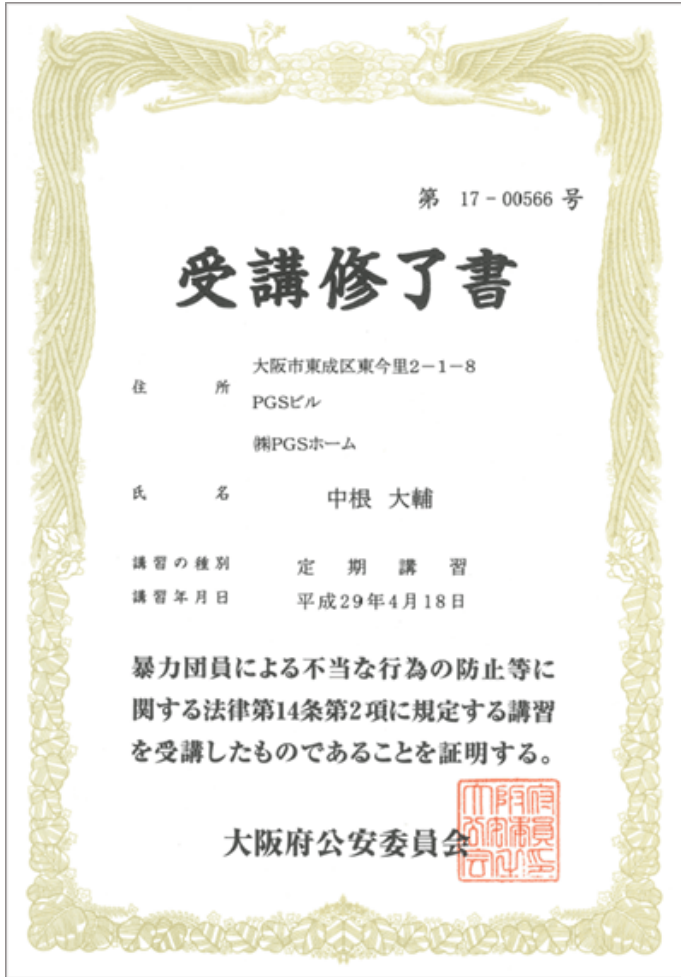 第 17-00566 号
受講修了書
住所 大阪市東成区東今里2-1-8
PGSビル
㈱PGSホーム
氏名 中根 大輔
講習の種別 定期講習
講習年月日 平成29年4月18日
暴力団員による不当な行為の防止等に
関する法律第14条第2項に規定する講習
を受講したものであることを証明する。
大阪府公安委員会